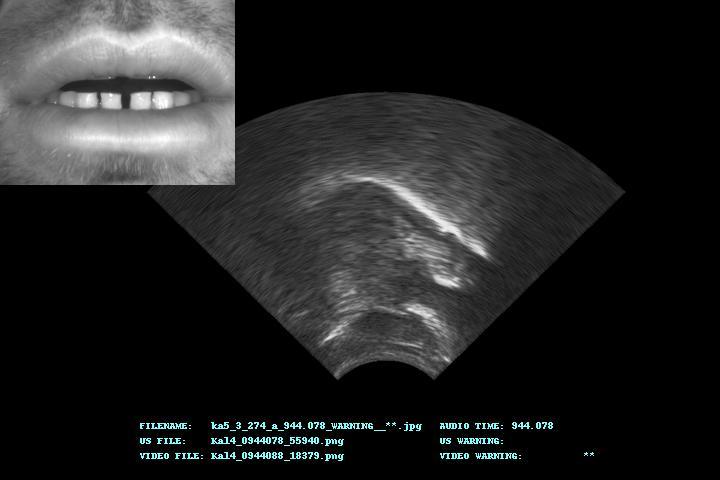 FILENAME: ka5_3_274_a_944.078_WARNING__**.jpg AUDIO TIME: 944.078
US FILE: Kal4_0944078_55940.png US WARNING:
VIDEO FILE: Kal4_0944088_18379.png VIDEO WARNING: **